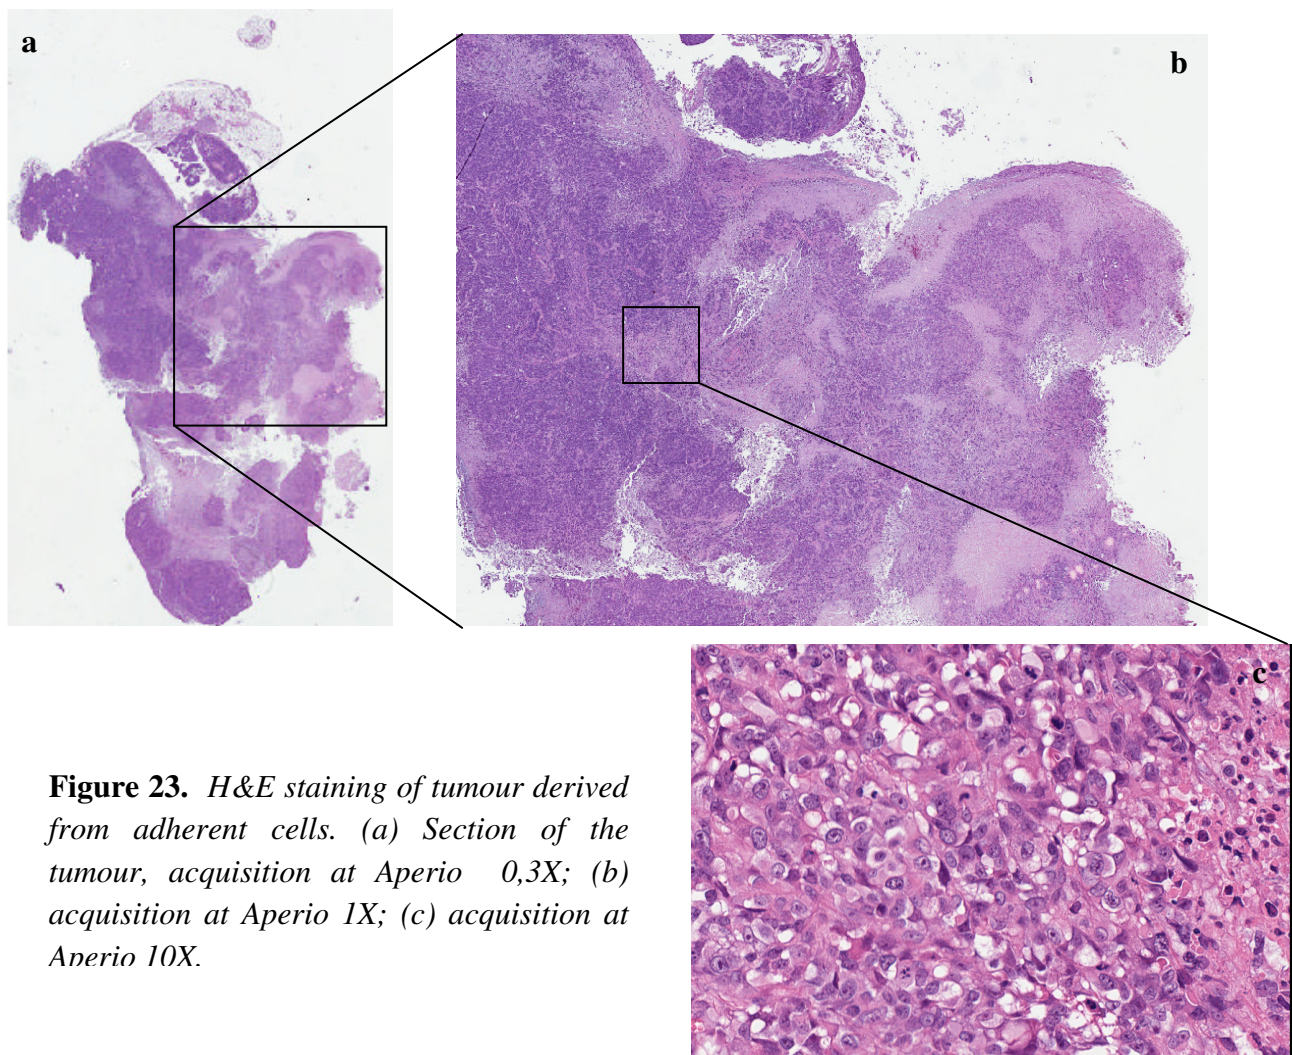 a
b
c
Figure 23. H&E staining of tumour derived
from adherent cells. (a) Section of the
tumour, acquisition at Aperio 0,3X; (b)
acquisition at Aperio 1X; (c) acquisition at
Aperio 10X.